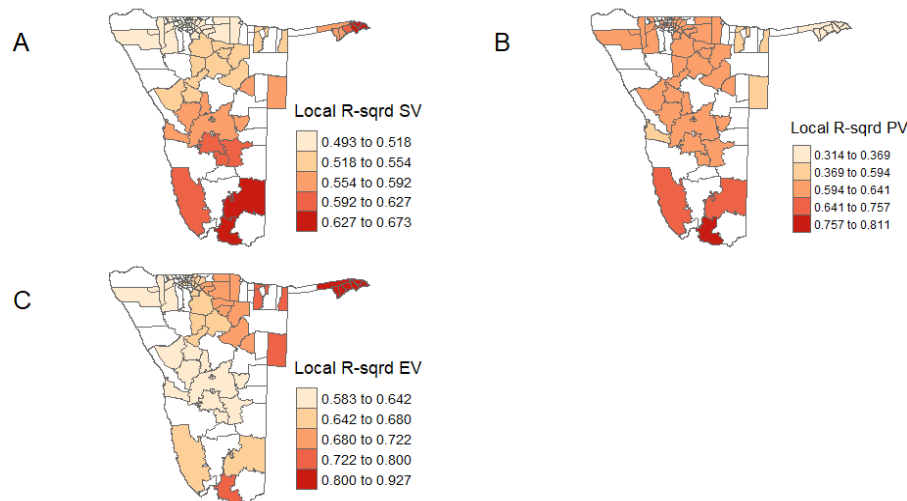 A
Local R-sqrd SV
0.493 to 0.518
0.518 to 0.554
0.554 to 0.592
0.592 to 0.627
0.627 to 0.673
B
Local R-sqrd PV
0.314 to 0.369
0.369 to 0.594
0.594 to 0.641
0.641 to 0.757
0.757 to 0.811
C
Local R-sqrd EV
0.583 to 0.642
0.642 to 0.680
0.680 to 0.722
0.722 to 0.800
0.800 to 0.927